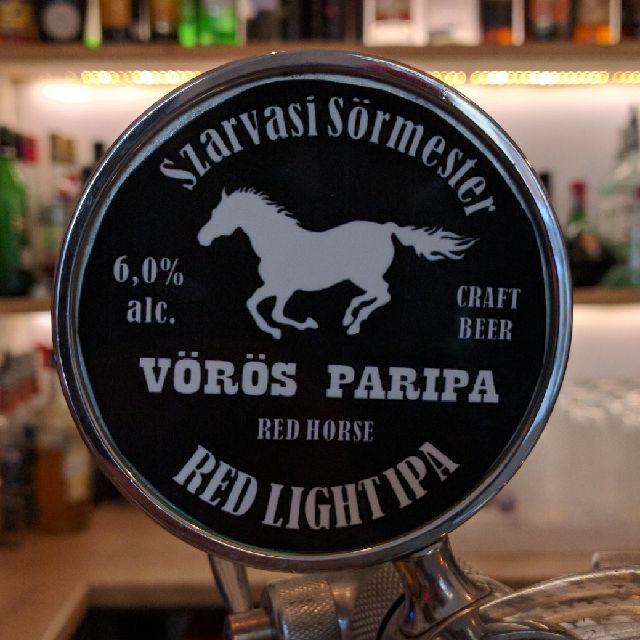 Szarvasi Sörmester
6,0%
alc.
CRAFT
BEER
VÖRÖS PARIPA
RED HORSE
RED LIGHT IPA